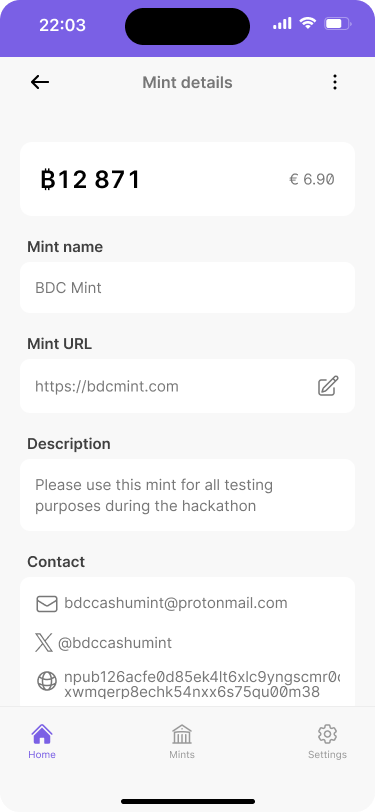 22:03
Mint details
₿12 871
€ 6.90
Mint name
BDC Mint
Mint URL
https://bdcmint.com
Description
Please use this mint for all testing
purposes during the hackathon
Contact
bdccashumint@protonmail.com
@bdccashumint
npub126acfe0d85ek4lt6xlc9yngscmr0c
xwmqerp8echk54nxx6s75qu00m38
Home
Mints
Settings